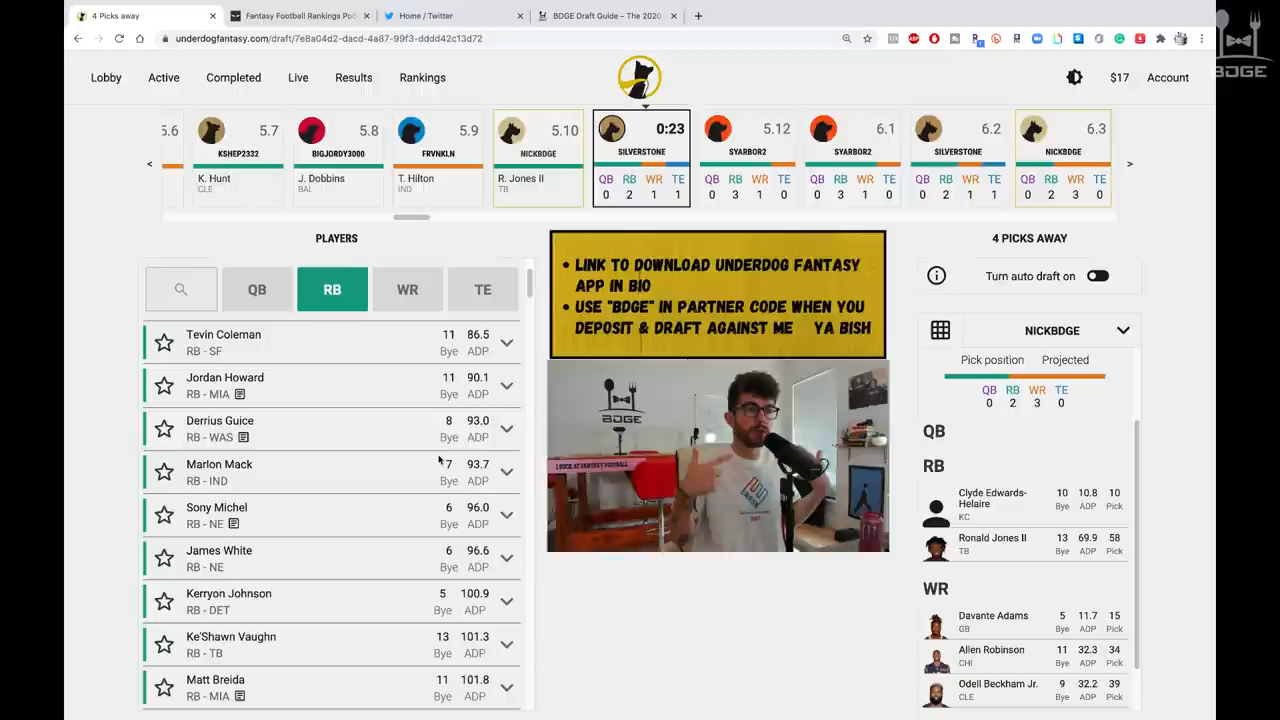 4 Picks away
Fantasy Football Rankings Pod
Home / Twitter
BDGE Draft Guide – The 2020
underdogfantasy.com/draft/7e8a04d2-dacd-4a87-99f3-dddd42c13d72
BDGE
Lobby Active Completed Live Results Rankings $17 Account
5.6 5.7 5.8 5.9 5.10 0:23 5.12 6.1 6.2 6.3
KSHEP2332 BIGJORDY3000 FRVNKLN NICKBDGE SILVERSTONE SYARBOR2 SYARBOR2 SILVERSTONE NICKBDGE
K. Hunt J. Dobbins T. Hilton R. Jones II QB RB WR TE QB RB WR TE QB RB WR TE QB RB WR TE QB RB WR TE
CLE BAL IND TB 0 2 1 1 0 3 1 0 0 3 1 0 0 2 1 1 0 2 3 0
PLAYERS
QB RB WR TE
Tevin Coleman 11 86.5
RB - SF Bye ADP
Jordan Howard 11 90.1
RB - MIA Bye ADP
Derrius Guice 8 93.0
RB - WAS Bye ADP
Marlon Mack 7 93.7
RB - IND Bye ADP
Sony Michel 6 96.0
RB - NE Bye ADP
James White 6 96.6
RB - NE Bye ADP
Kerryon Johnson 5 100.9
RB - DET Bye ADP
Ke'Shawn Vaughn 13 101.3
RB - TB Bye ADP
Matt Breida 11 101.8
RB - MIA Bye ADP
• LINK TO DOWNLOAD UNDERDOG FANTASY
APP IN BIO
• USE "BDGE" IN PARTNER CODE WHEN YOU
DEPOSIT & DRAFT AGAINST ME YA BISH
BDGE
I SUCK AT FANTASY FOOTBALL
4 PICKS AWAY
Turn auto draft on
NICKBDGE
Pick position Projected
QB RB WR TE
0 2 3 0
QB
RB
Clyde Edwards- 10 10.8 10
Helaire Bye ADP Pick
KC
Ronald Jones II 13 69.9 58
TB Bye ADP Pick
WR
Davante Adams 5 11.7 15
GB Bye ADP Pick
Allen Robinson 11 32.3 34
CHI Bye ADP Pick
Odell Beckham Jr. 9 32.2 39
CLE Bye ADP Pick